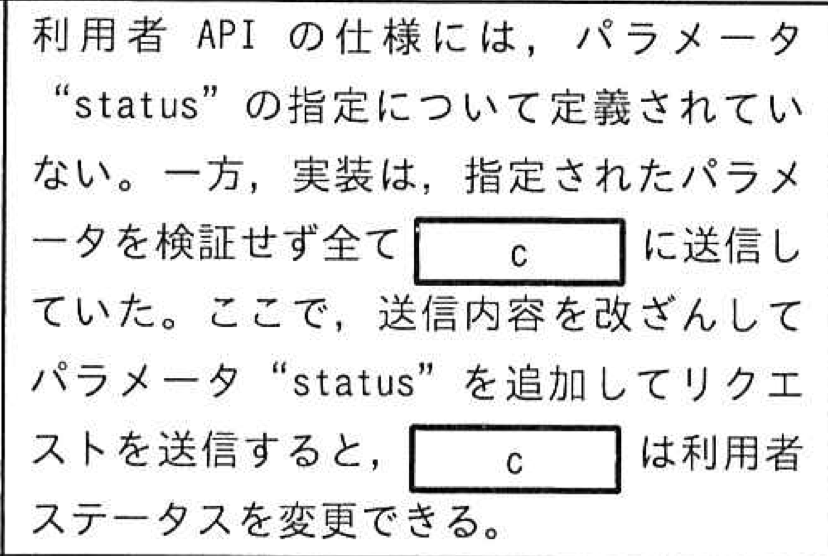 利用者 API の仕様には，パラメータ
“status”の指定について定義されてい
ない。一方，実装は，指定されたパラメ
ータを検証せず全て c に送信し
ていた。ここで，送信内容を改ざんして
パラメータ“status”を追加してリクエ
ストを送信すると， c は利用者
ステータスを変更できる。